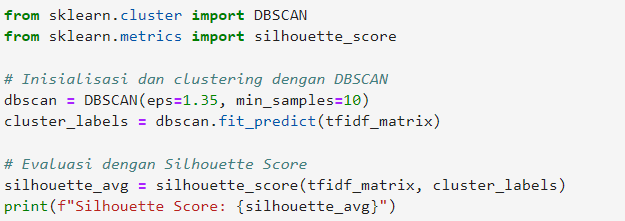 from sklearn.cluster import DBSCAN
from sklearn.metrics import silhouette_score
# Inisialisasi dan clustering dengan DBSCAN
dbscan = DBSCAN(eps=1.35, min_samples=10)
cluster_labels = dbscan.fit_predict(tfidf_matrix)
# Evaluasi dengan Silhouette Score
silhouette_avg = silhouette_score(tfidf_matrix, cluster_labels)
print(f"Silhouette Score: {silhouette_avg}")